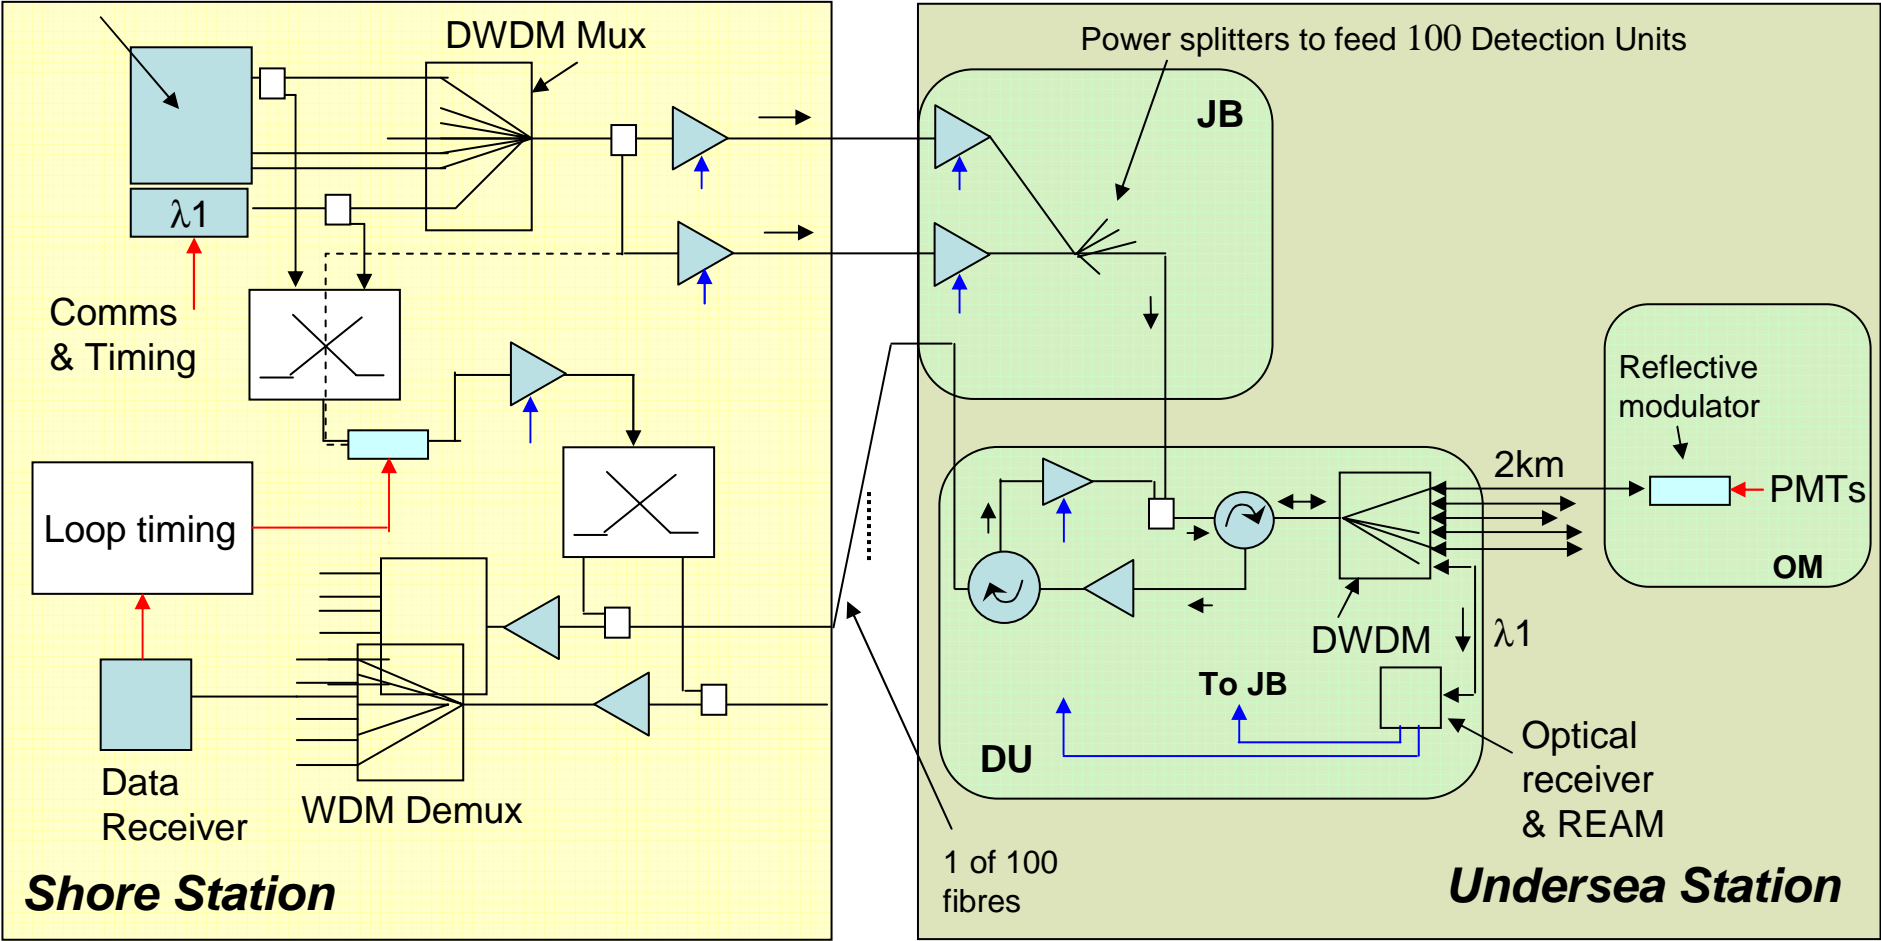 DWDM Mux
λ1
Comms
& Timing
Loop timing
Data
Receiver
WDM Demux
Shore Station
Power splitters to feed 100 Detection Units
JB
Reflective
modulator
2km
PMTs
OM
DWDM
λ1
To JB
DU
Optical
receiver
& REAM
1 of 100
fibres
Undersea Station